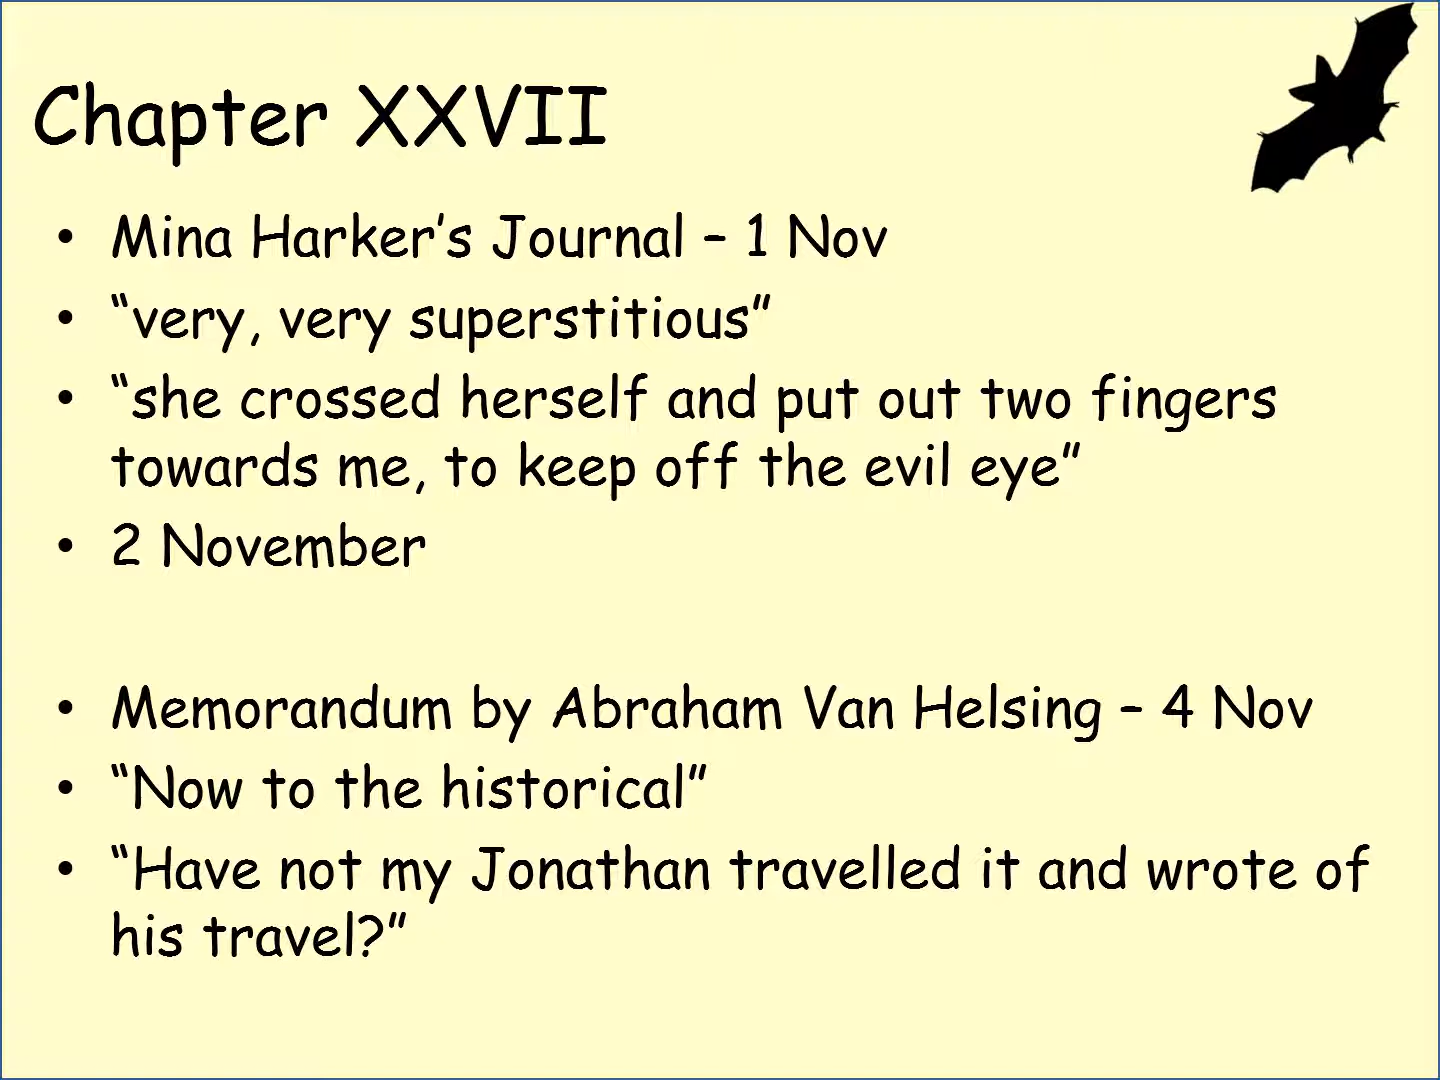 Chapter XXVII
• Mina Harker’s Journal – 1 Nov
• “very, very superstitious”
• “she crossed herself and put out two fingers
towards me, to keep off the evil eye”
• 2 November
• Memorandum by Abraham Van Helsing – 4 Nov
• “Now to the historical”
• “Have not my Jonathan travelled it and wrote of
his travel?”